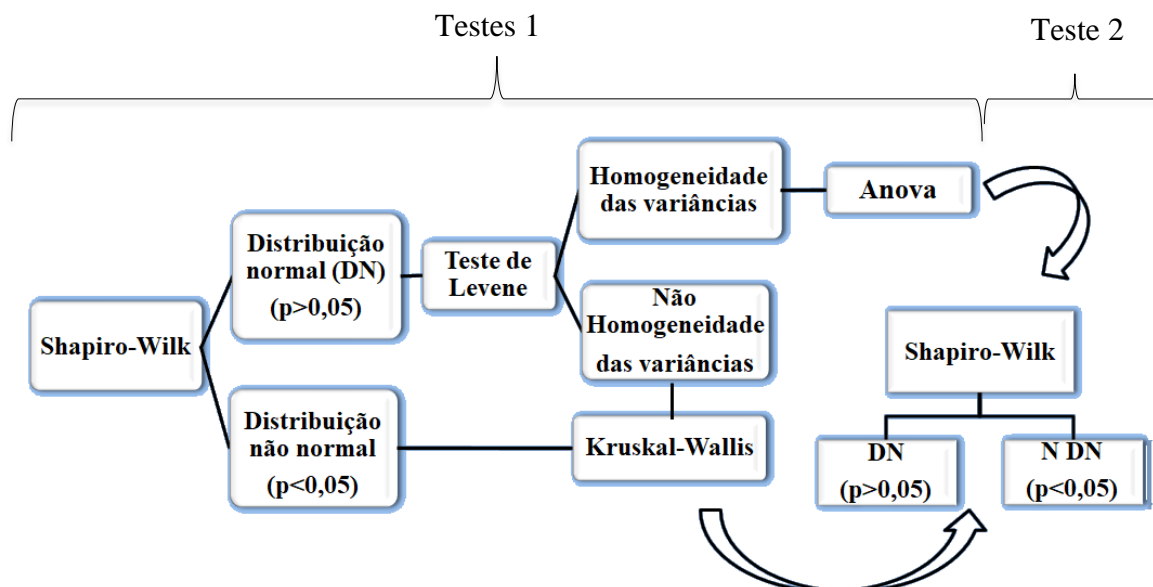 Testes 1
Teste 2
Shapiro-Wilk
Distribuição
normal (DN)
(p>0,05)
Distribuição
não normal
(p<0,05)
Teste de
Levene
Homogeneidade
das variâncias
Não
Homogeneidade
das variâncias
Kruskal-Wallis
Anova
Shapiro-Wilk
DN
(p>0,05)
N DN
(p<0,05)